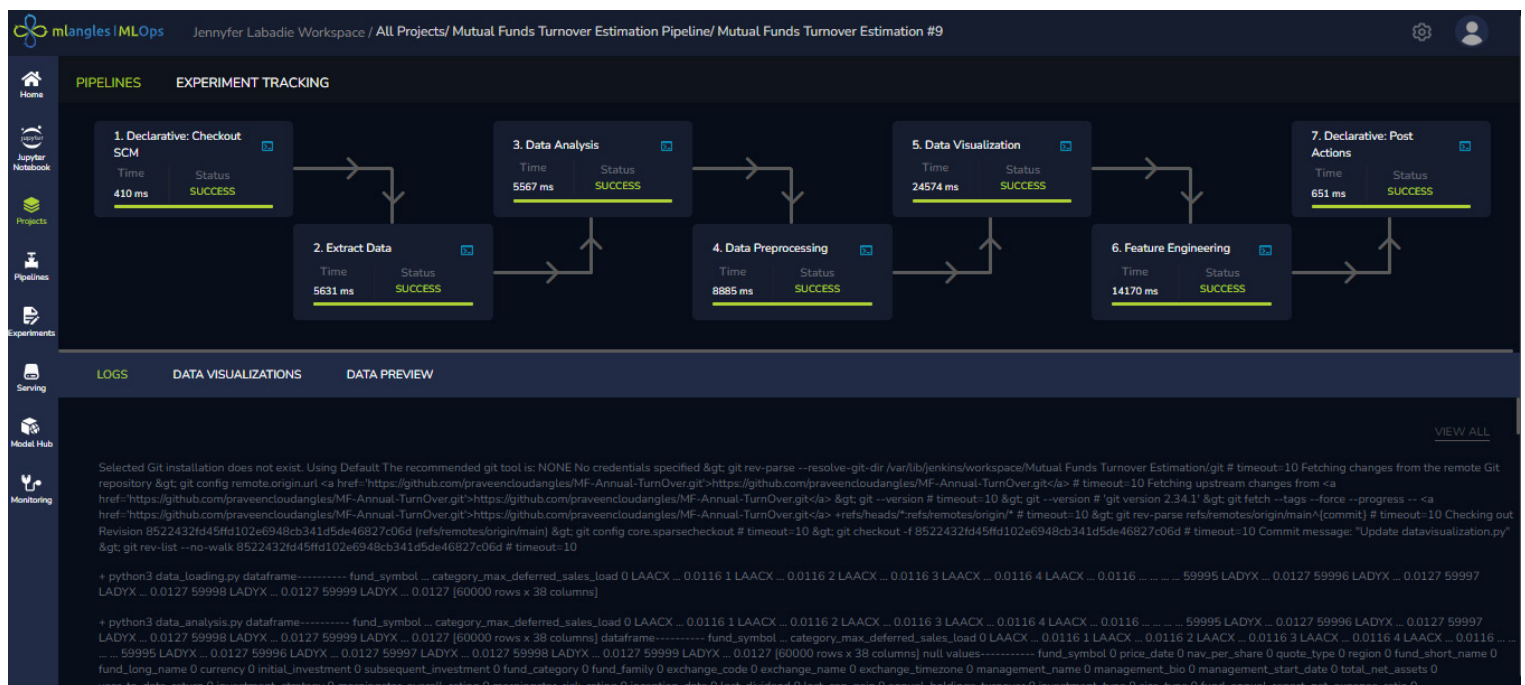 mlangles | MLOps
Jennyfer Labadie Workspace / All Projects/ Mutual Funds Turnover Estimation Pipeline/ Mutual Funds Turnover Estimation #9
Home
jupyter
Jupyter Notebook
Projects
Pipelines
Experiments
Serving
Model Hub
Monitoring
PIPELINES EXPERIMENT TRACKING
1. Declarative: Checkout
SCM
Time Status
410 ms SUCCESS
2. Extract Data
Time Status
5631 ms SUCCESS
3. Data Analysis
Time Status
5567 ms SUCCESS
4. Data Preprocessing
Time Status
8885 ms SUCCESS
5. Data Visualization
Time Status
24574 ms SUCCESS
6. Feature Engineering
Time Status
14170 ms SUCCESS
7. Declarative: Post
Actions
Time Status
651 ms SUCCESS
LOGS DATA VISUALIZATIONS DATA PREVIEW
VIEW ALL
Selected Git installation does not exist. Using Default The recommended git tool is: NONE No credentials specified &gt; git rev-parse --resolve-git-dir /var/lib/jenkins/workspace/Mutual Funds Turnover Estimation/.git # timeout=10 Fetching changes from the remote Git
repository &gt; git config remote.origin.url <a href='https://github.com/praveencloudangles/MF-Annual-TurnOver.git'>https://github.com/praveencloudangles/MF-Annual-TurnOver.git</a> # timeout=10 Fetching upstream changes from <a
href='https://github.com/praveencloudangles/MF-Annual-TurnOver.git'>https://github.com/praveencloudangles/MF-Annual-TurnOver.git</a> &gt; git --version # timeout=10 &gt; git --version # 'git version 2.34.1' &gt; git fetch --tags --force --progress -- <a
href='https://github.com/praveencloudangles/MF-Annual-TurnOver.git'>https://github.com/praveencloudangles/MF-Annual-TurnOver.git</a> +refs/heads/*:refs/remotes/origin/* # timeout=10 &gt; git rev-parse refs/remotes/origin/main^{commit} # timeout=10 Checking out
Revision 8522432fd45ffd102e6948cb341d5de46827c06d (refs/remotes/origin/main) &gt; git config core.sparsecheckout # timeout=10 &gt; git checkout -f 8522432fd45ffd102e6948cb341d5de46827c06d # timeout=10 Commit message: "Update datavisualization.py"
&gt; git rev-list --no-walk 8522432fd45ffd102e6948cb341d5de46827c06d # timeout=10
+ python3 data_loading.py dataframe---------- fund_symbol ... category_max_deferred_sales_load 0 LAACX ... 0.0116 1 LAACX ... 0.0116 2 LAACX ... 0.0116 3 LAACX ... 0.0116 4 LAACX ... 0.0116 ... ... ... ... 59995 LADYX ... 0.0127 59996 LADYX ... 0.0127 59997
LADYX ... 0.0127 59998 LADYX ... 0.0127 59999 LADYX ... 0.0127 [60000 rows x 38 columns]
+ python3 data_analysis.py dataframe---------- fund_symbol ... category_max_deferred_sales_load 0 LAACX ... 0.0116 1 LAACX ... 0.0116 2 LAACX ... 0.0116 3 LAACX ... 0.0116 4 LAACX ... 0.0116 ... ... ... ... 59995 LADYX ... 0.0127 59996 LADYX ... 0.0127 59997
LADYX ... 0.0127 59998 LADYX ... 0.0127 59999 LADYX ... 0.0127 [60000 rows x 38 columns] dataframe---------- fund_symbol ... category_max_deferred_sales_load 0 LAACX ... 0.0116 1 LAACX ... 0.0116 2 LAACX ... 0.0116 3 LAACX ... 0.0116 4 LAACX ... 0.0116 ... ...
... ... 59995 LADYX ... 0.0127 59996 LADYX ... 0.0127 59997 LADYX ... 0.0127 59998 LADYX ... 0.0127 59999 LADYX ... 0.0127 [60000 rows x 38 columns] null values----------- fund_symbol 0 price_date 0 nav_per_share 0 quote_type 0 region 0 fund_short_name 0
fund_long_name 0 currency 0 initial_investment 0 subsequent_investment 0 fund_category 0 fund_family 0 exchange_code 0 exchange_name 0 exchange_timezone 0 management_name 0 management_bio 0 management_start_date 0 total_net_assets 0